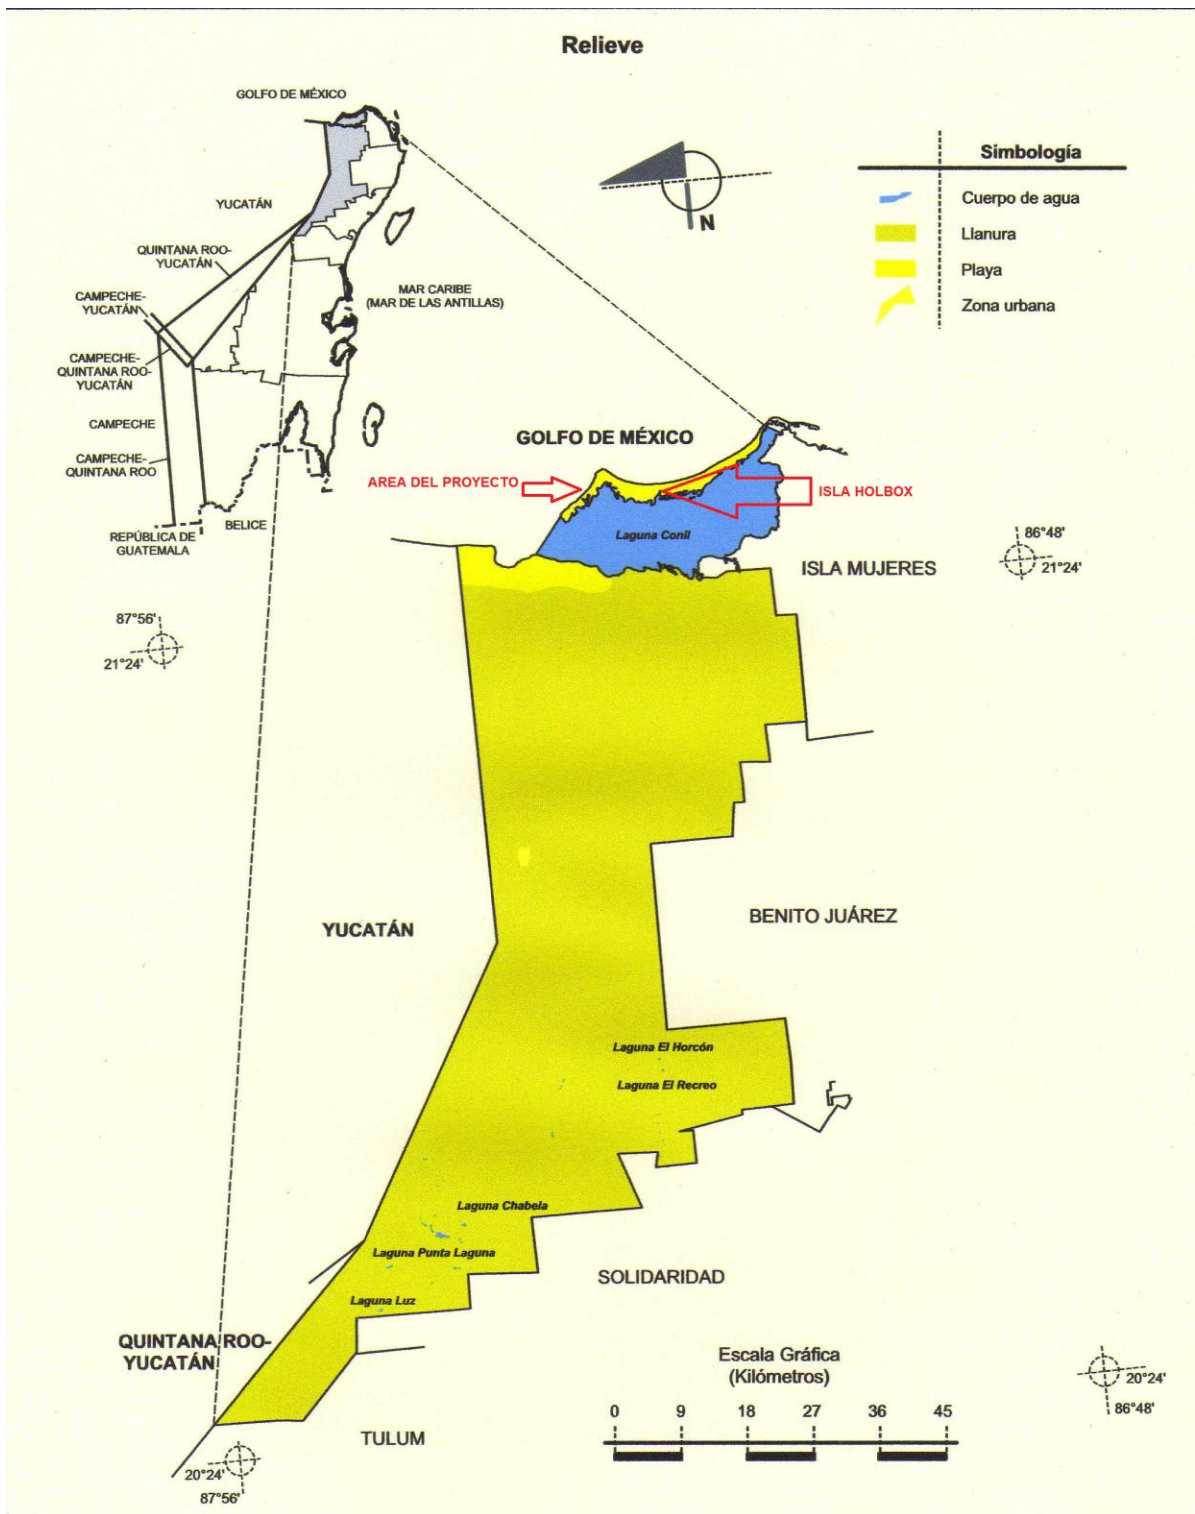 Relieve
GOLFO DE MÉXICO
YUCATÁN
QUINTANA ROO-
YUCATÁN
CAMPECHE-
YUCATÁN
CAMPECHE-
QUINTANA ROO-
YUCATÁN
CAMPECHE
CAMPECHE-
QUINTANA ROO
REPÚBLICA DE
GUATEMALA
BELICE
MAR CARIBE
(MAR DE LAS ANTILLAS)
N
Simbología
Cuerpo de agua
Llanura
Playa
Zona urbana
GOLFO DE MÉXICO
AREA DEL PROYECTO
ISLA HOLBOX
Laguna Conil
ISLA MUJERES
86°48'
21°24'
87°56'
21°24'
YUCATÁN
BENITO JUÁREZ
Laguna El Horcón
Laguna El Recreo
Laguna Chabela
Laguna Punta Laguna
Laguna Luz
SOLIDARIDAD
QUINTANA ROO-
YUCATÁN
TULUM
Escala Gráfica
(Kilómetros)
0 9 18 27 36 45
20°24'
86°48'
20°24'
87°56'